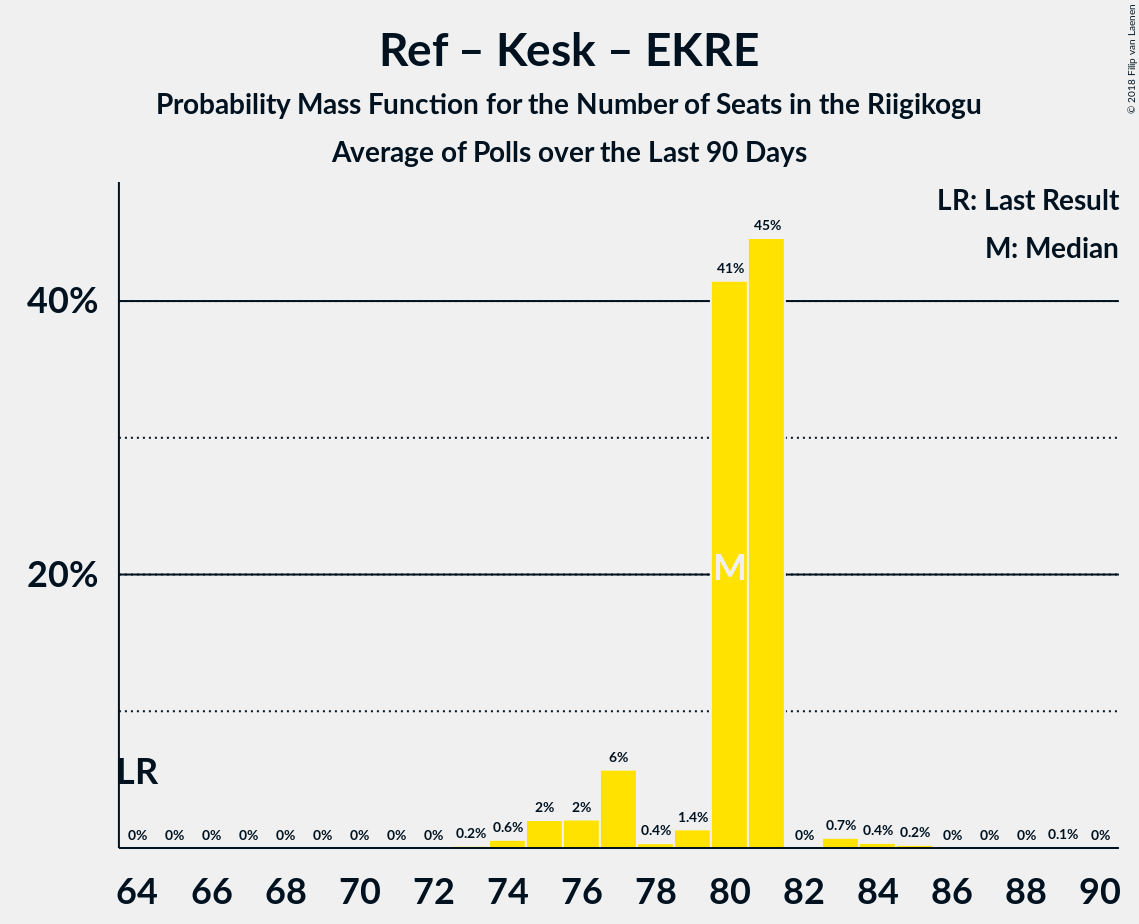 Ref – Kesk – EKRE
Probability Mass Function for the Number of Seats in the Riigikogu
Average of Polls over the Last 90 Days
© 2018 Filip van Laenen
LR: Last Result
M: Median
45%
41%
40%
M
20%
LR
6%
2% 2%
0% 0% 0% 0% 0% 0% 0% 0% 0% 0.2% 0.6% 0.4% 1.4% 0% 0.7% 0.4% 0.2% 0% 0% 0% 0.1% 0%
64 66 68 70 72 74 76 78 80 82 84 86 88 90